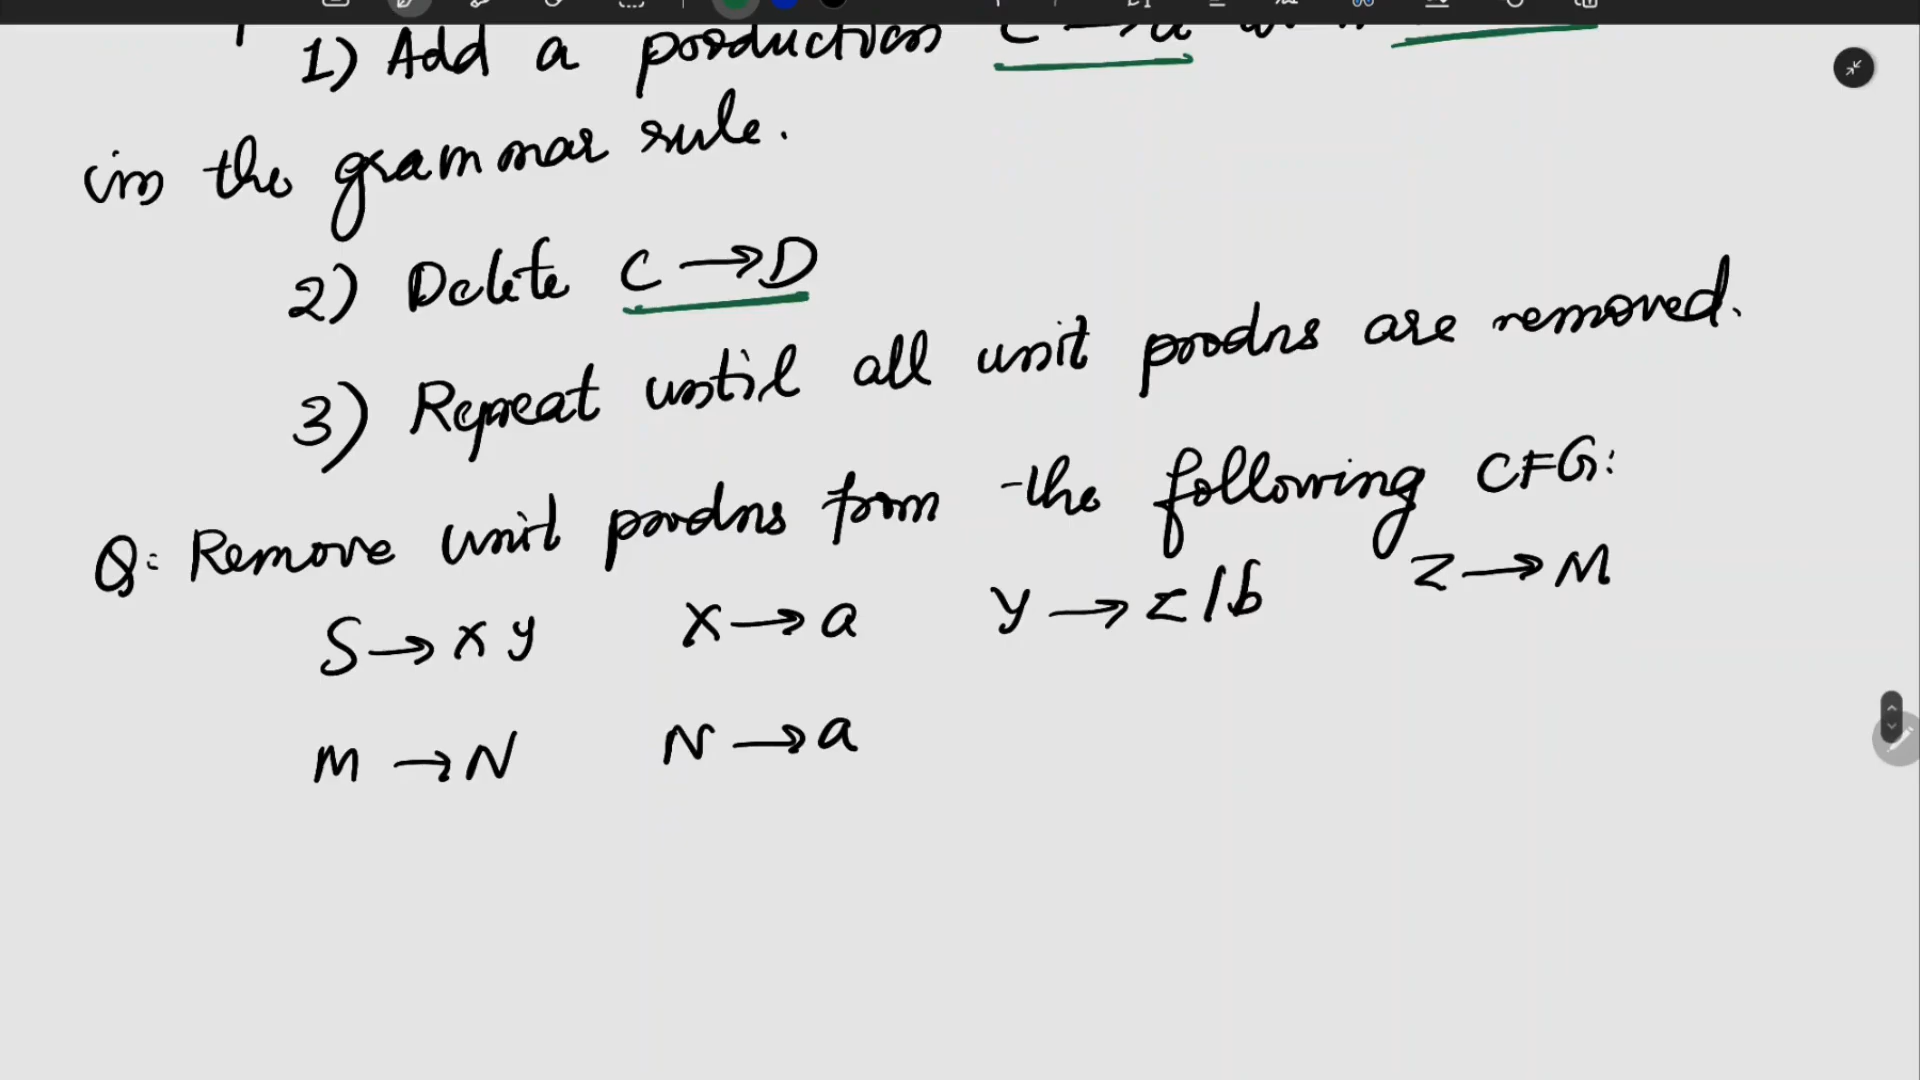 1) Add a production C → a
in the grammar rule.
2) Delete C → D
3) Repeat until all unit prodns are removed.
Q: Remove unit prodns from the following CFG:
S → X Y X → a Y → Z / b Z → M
M → N N → a